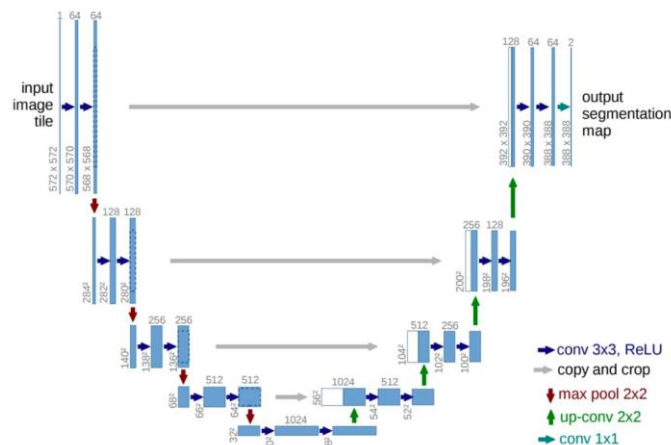 1
64
64
128
64
64
2
input
image
tile
output
segmentation
map
572 x 572
570 x 570
568 x 568
392 x 392
390 x 390
388 x 388
388 x 388
128
128
256
128
284²
282²
280²
200²
198²
196²
256
256
512
256
140²
138²
136²
104²
102²
100²
512
512
1024
512
68²
66²
64²
56²
54²
52²
1024
32²
conv 3x3, ReLU
copy and crop
max pool 2x2
up-conv 2x2
conv 1x1